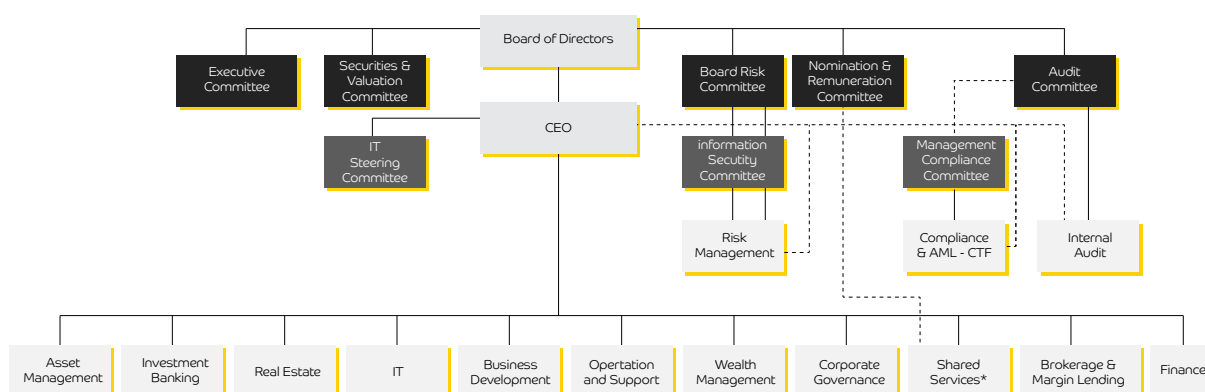 Board of Directors
Executive
Committee
Securities &
Valuation
Committee
Board Risk
Committee
Nomination &
Remuneration
Committee
Audit
Committee
CEO
IT
Steering
Committee
information
Secutity
Committee
Management
Compliance
Committee
Risk
Management
Compliance
& AML - CTF
Internal
Audit
Asset
Management
Investment
Banking
Real Estate
IT
Business
Development
Opertation
and Support
Wealth
Management
Corporate
Governance
Shared
Services*
Brokerage &
Margin Lending
Finance